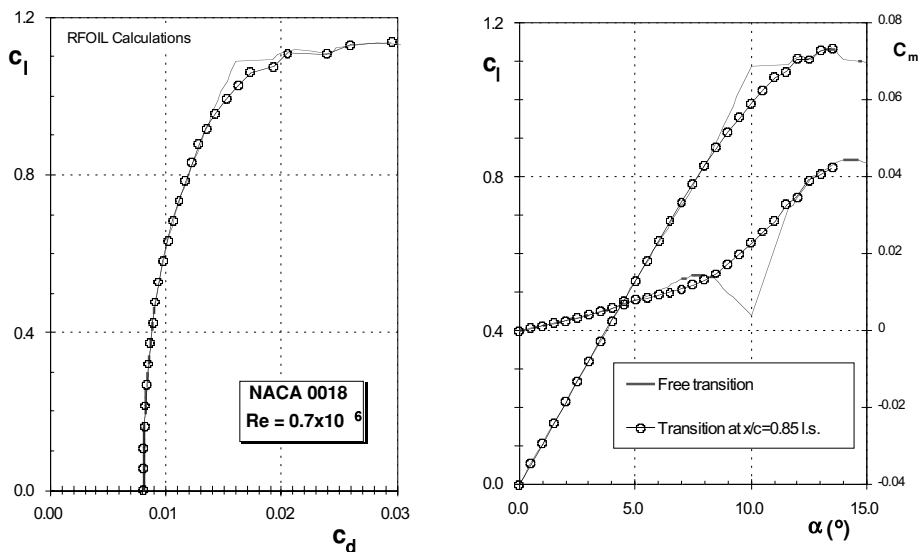 1.2
c_l
0.8
0.4
0.0
RFOIL Calculations
NACA 0018
Re = 0.7x10 6
0.00
0.01
0.02
0.03
c_d
1.2
c_l
0.8
0.4
0.0
0.08
C_m
0.06
0.04
0.02
0
-0.02
-0.04
Free transition
Transition at x/c=0.85 l.s.
0.0
5.0
10.0
15.0
α (º)